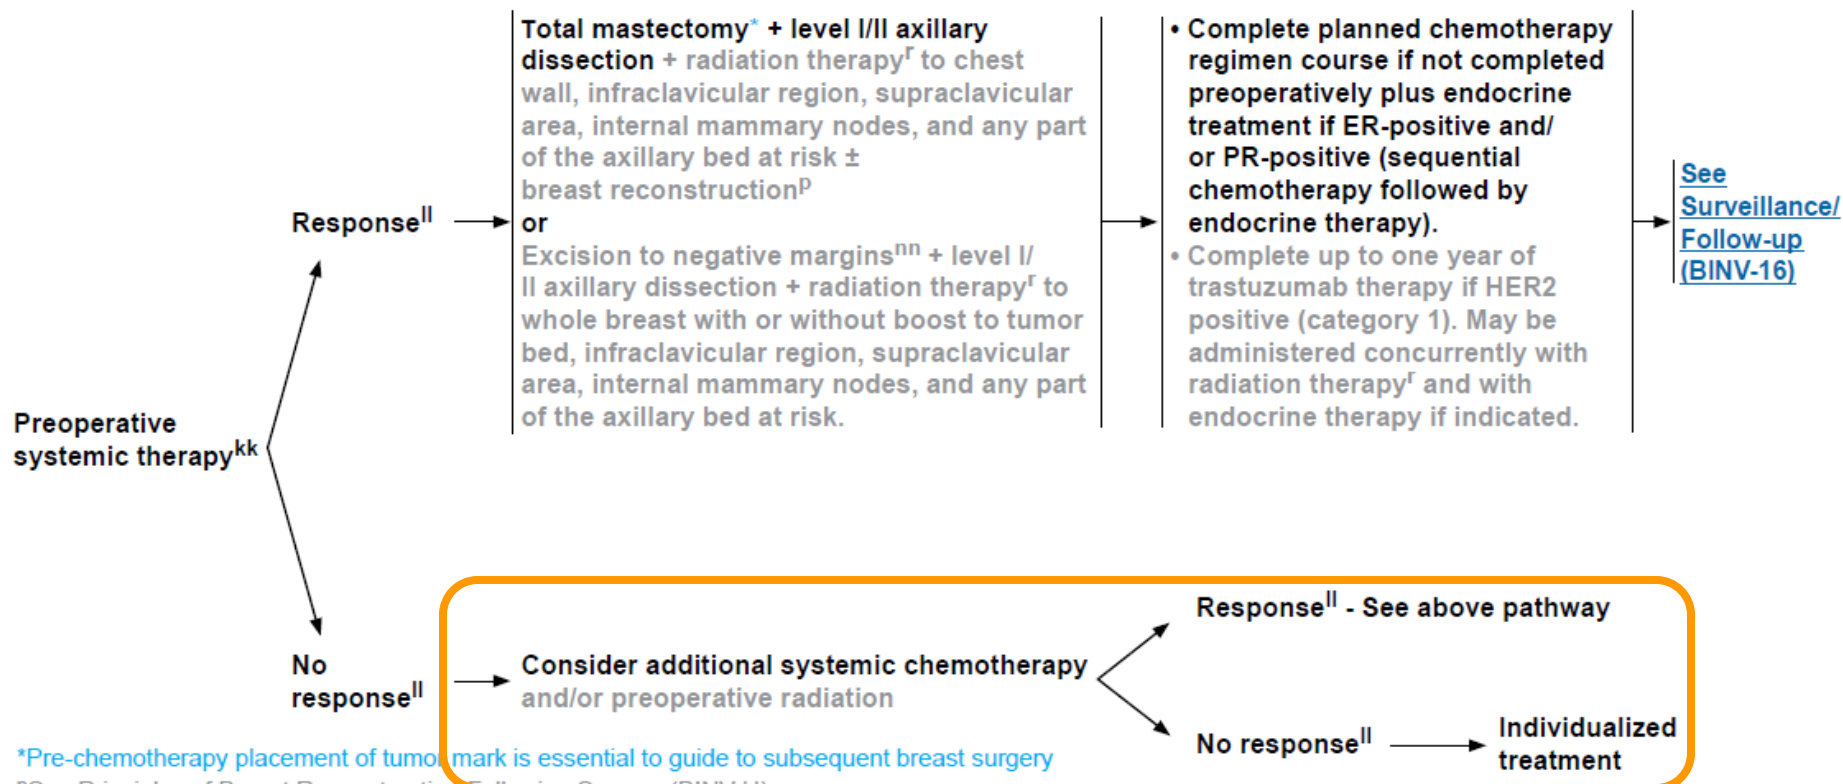 Total mastectomy* + level I/II axillary
dissection + radiation therapyʳ to chest
wall, infraclavicular region, supraclavicular
area, internal mammary nodes, and any part
of the axillary bed at risk ±
breast reconstructionᵖ
or
Excision to negative marginsⁿⁿ + level I/
II axillary dissection + radiation therapyʳ to
whole breast with or without boost to tumor
bed, infraclavicular region, supraclavicular
area, internal mammary nodes, and any part
of the axillary bed at risk.
• Complete planned chemotherapy
regimen course if not completed
preoperatively plus endocrine
treatment if ER-positive and/
or PR-positive (sequential
chemotherapy followed by
endocrine therapy).
• Complete up to one year of
trastuzumab therapy if HER2
positive (category 1). May be
administered concurrently with
radiation therapyʳ and with
endocrine therapy if indicated.
See
Surveillance/
Follow-up
(BINV-16)
Responseˡˡ
Preoperative
systemic therapyᵏᵏ
No
responseˡˡ
Consider additional systemic chemotherapy
and/or preoperative radiation
Responseˡˡ - See above pathway
No responseˡˡ
Individualized
treatment
*Pre-chemotherapy placement of tumor mark is essential to guide to subsequent breast surgery